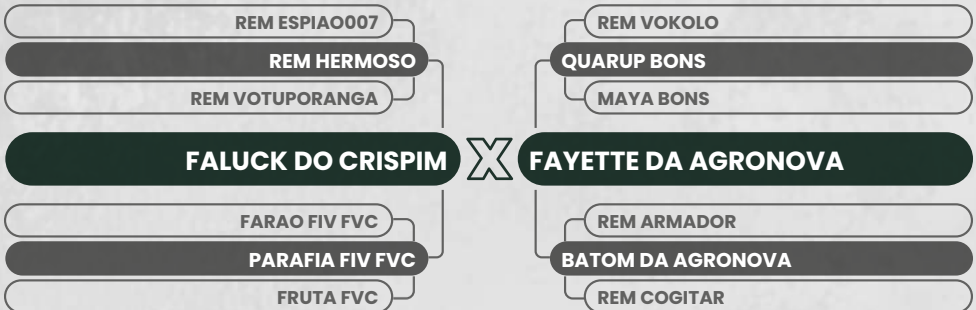 REM ESPIAO007
REM HERMOSO
REM VOTUPORANGA
FALUCK DO CRISPIM
FARAO FIV FVC
PARAFIA FIV FVC
FRUTA FVC
X
REM VOKOLO
QUARUP BONS
MAYA BONS
FAYETTE DA AGRONOVA
REM ARMADOR
BATOM DA AGRONOVA
REM COGITAR